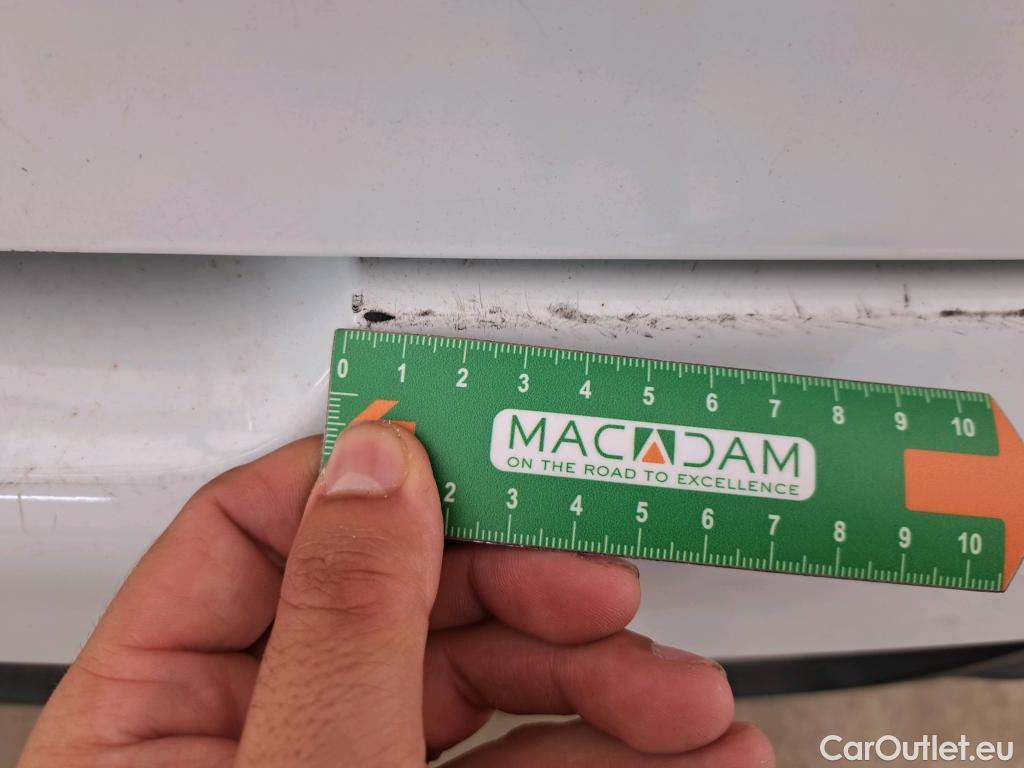 0 1 2 3 4 5 6 7 8 9 10
MACADAM
ON THE ROAD TO EXCELLENCE
2 3 4 5 6 7 8 9 10
CarOutlet.eu